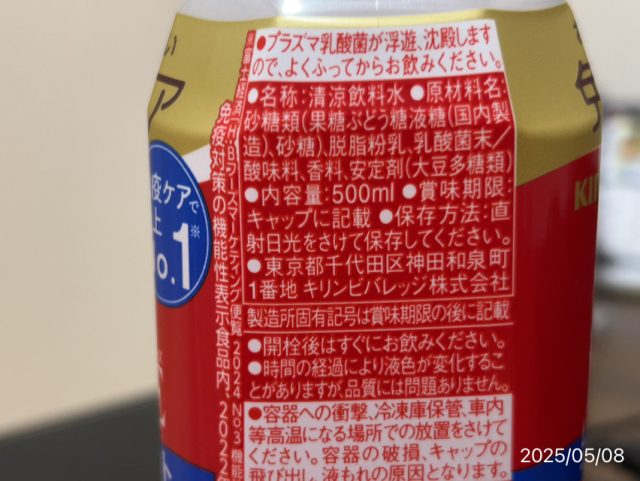 ●プラズマ乳酸菌が浮遊、沈殿します
ので、よくふってからお飲みください。
●名称:清涼飲料水 ●原材料名:
砂糖類(果糖ぶどう糖液糖(国内製
造)、砂糖)、脱脂粉乳、乳酸菌末/
酸味料、香料、安定剤(大豆多糖類)
●内容量:500ml ●賞味期限:
キャップに記載 ●保存方法:直
射日光をさけて保存してください。
●東京都千代田区神田和泉町
1番地 キリンビバレッジ株式会社
製造所固有記号は賞味期限の後に記載
●開栓後はすぐにお飲みください。
●時間の経過により液色が変化するこ
とがありますが、品質には問題ありません。
●容器への衝撃、冷凍庫保管、車内
等高温になる場所での放置をさけて
ください。容器の破損、キャップの
飛び出し、液もれの原因となります。
免疫対策の機能性表示食品内、2022
疫ケアで
上
No.1※
ア
KI
2025/05/08